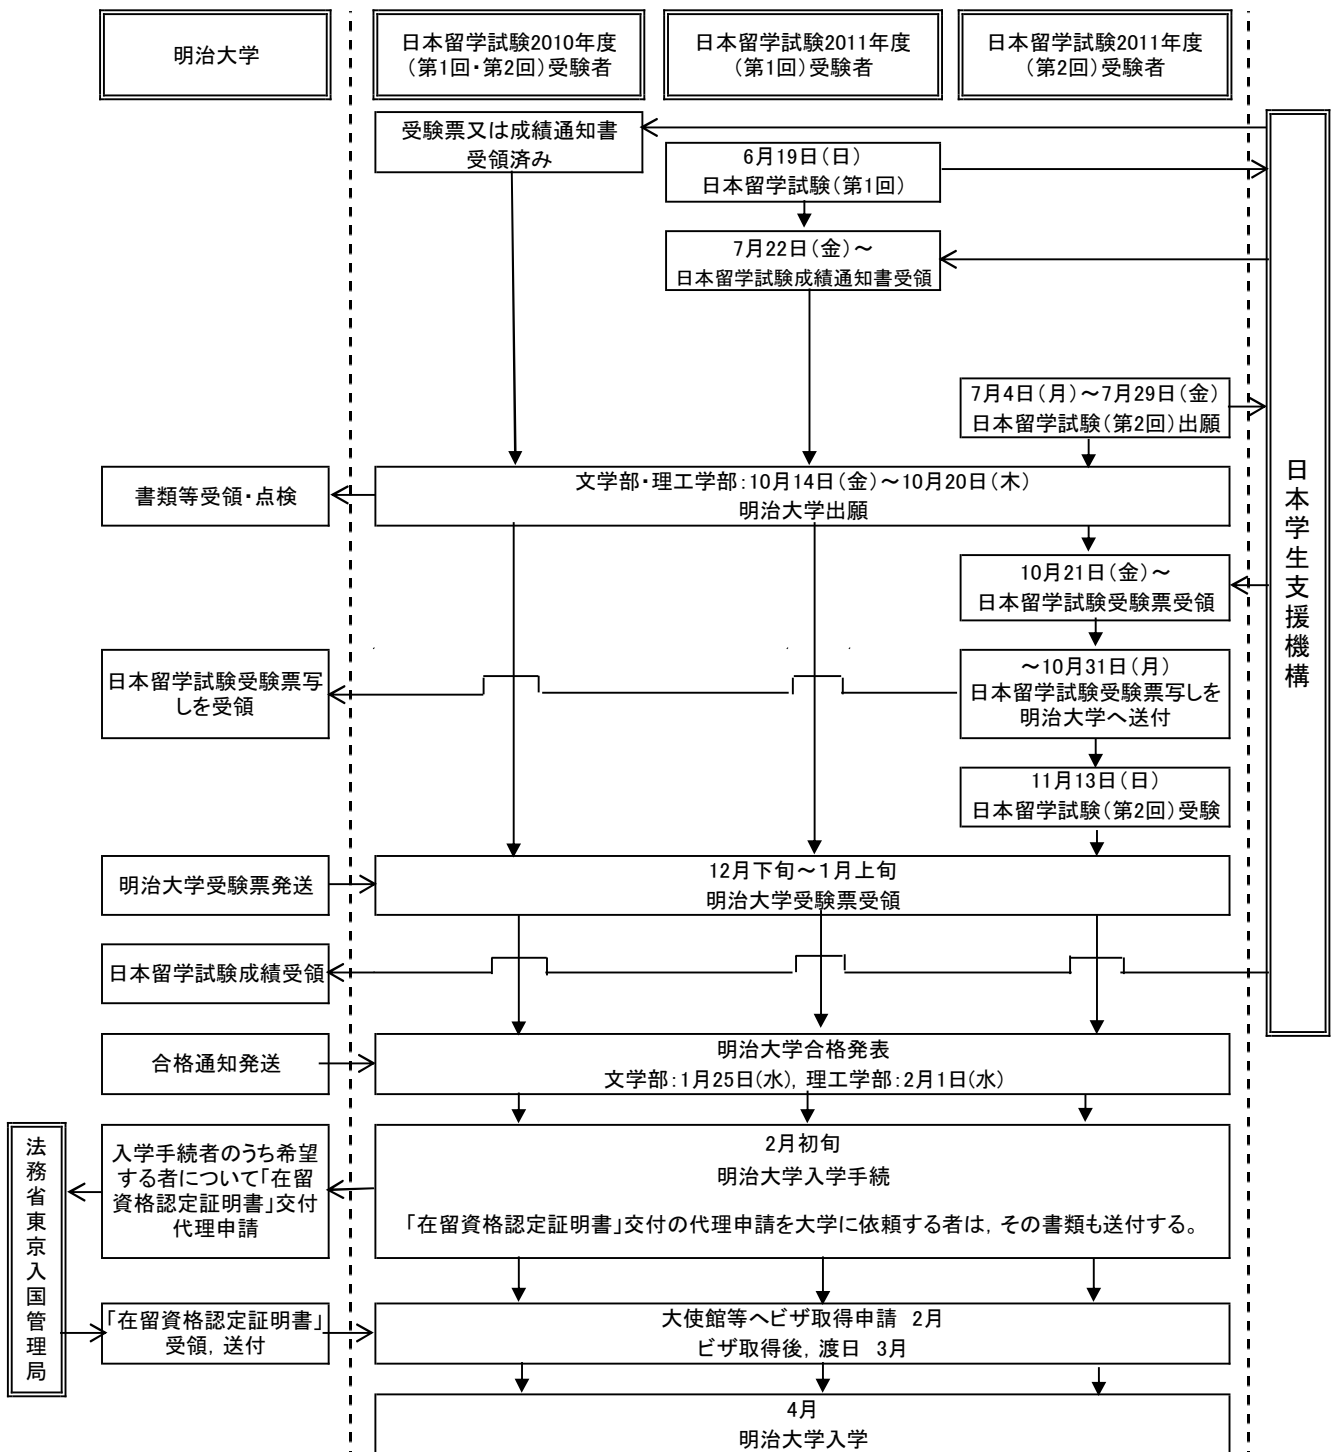 明治大学
日本留学試験2010年度
(第1回・第2回)受験者
日本留学試験2011年度
(第1回)受験者
日本留学試験2011年度
(第2回)受験者
受験票又は成績通知書
受領済み
6月19日(日)
日本留学試験(第1回)
7月22日(金)～
日本留学試験成績通知書受領
7月4日(月)～7月29日(金)
日本留学試験(第2回)出願
日本学生支援機構
書類等受領・点検
文学部・理工学部:10月14日(金)～10月20日(木)
明治大学出願
10月21日(金)～
日本留学試験受験票受領
日本留学試験受験票写
しを受領
～10月31日(月)
日本留学試験受験票写しを
明治大学へ送付
11月13日(日)
日本留学試験(第2回)受験
明治大学受験票発送
12月下旬～1月上旬
明治大学受験票受領
日本留学試験成績受領
合格通知発送
明治大学合格発表
文学部:1月25日(水), 理工学部:2月1日(水)
法務省東京入国管理局
入学手続者のうち希望
する者について「在留
資格認定証明書」交付
代理申請
2月初旬
明治大学入学手続
「在留資格認定証明書」交付の代理申請を大学に依頼する者は, その書類も送付する。
「在留資格認定証明書」
受領, 送付
大使館等へビザ取得申請 2月
ビザ取得後, 渡日 3月
4月
明治大学入学